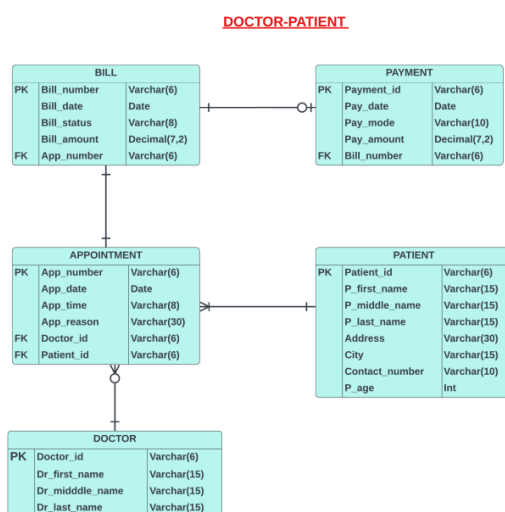 DOCTOR-PATIENT
BILL
PK Bill_number Varchar(6)
Bill_date Date
Bill_status Varchar(8)
Bill_amount Decimal(7,2)
FK App_number Varchar(6)
PAYMENT
PK Payment_id Varchar(6)
Pay_date Date
Pay_mode Varchar(10)
Pay_amount Decimal(7,2)
FK Bill_number Varchar(6)
APPOINTMENT
PK App_number Varchar(6)
App_date Date
App_time Varchar(8)
App_reason Varchar(30)
FK Doctor_id Varchar(6)
FK Patient_id Varchar(6)
PATIENT
PK Patient_id Varchar(6)
P_first_name Varchar(15)
P_middle_name Varchar(15)
P_last_name Varchar(15)
Address Varchar(30)
City Varchar(15)
Contact_number Varchar(10)
P_age Int
DOCTOR
PK Doctor_id Varchar(6)
Dr_first_name Varchar(15)
Dr_midddle_name Varchar(15)
Dr_last_name Varchar(15)